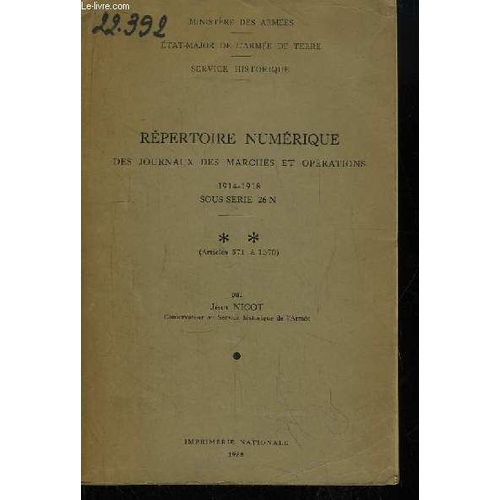 Le-livre.com
22.392
MINISTÈRE DES ARMÉES
ÉTAT-MAJOR DE L'ARMÉE DE TERRE
SERVICE HISTORIQUE
RÉPERTOIRE NUMÉRIQUE
DES JOURNAUX DES MARCHES ET OPÉRATIONS
1914-1918
SOUS SÉRIE 26 N
* *
(Articles 571 à 1370)
par
Jean NICOT
Conservateur au Service historique de l'Armée
IMPRIMERIE NATIONALE
1968